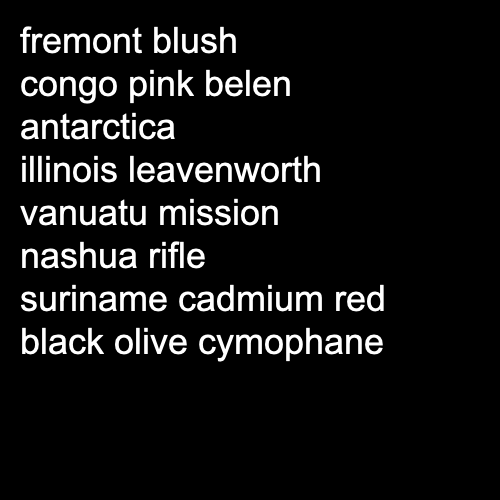 fremont blush
congo pink belen
antarctica
illinois leavenworth
vanuatu mission
nashua rifle
suriname cadmium red
black olive cymophane